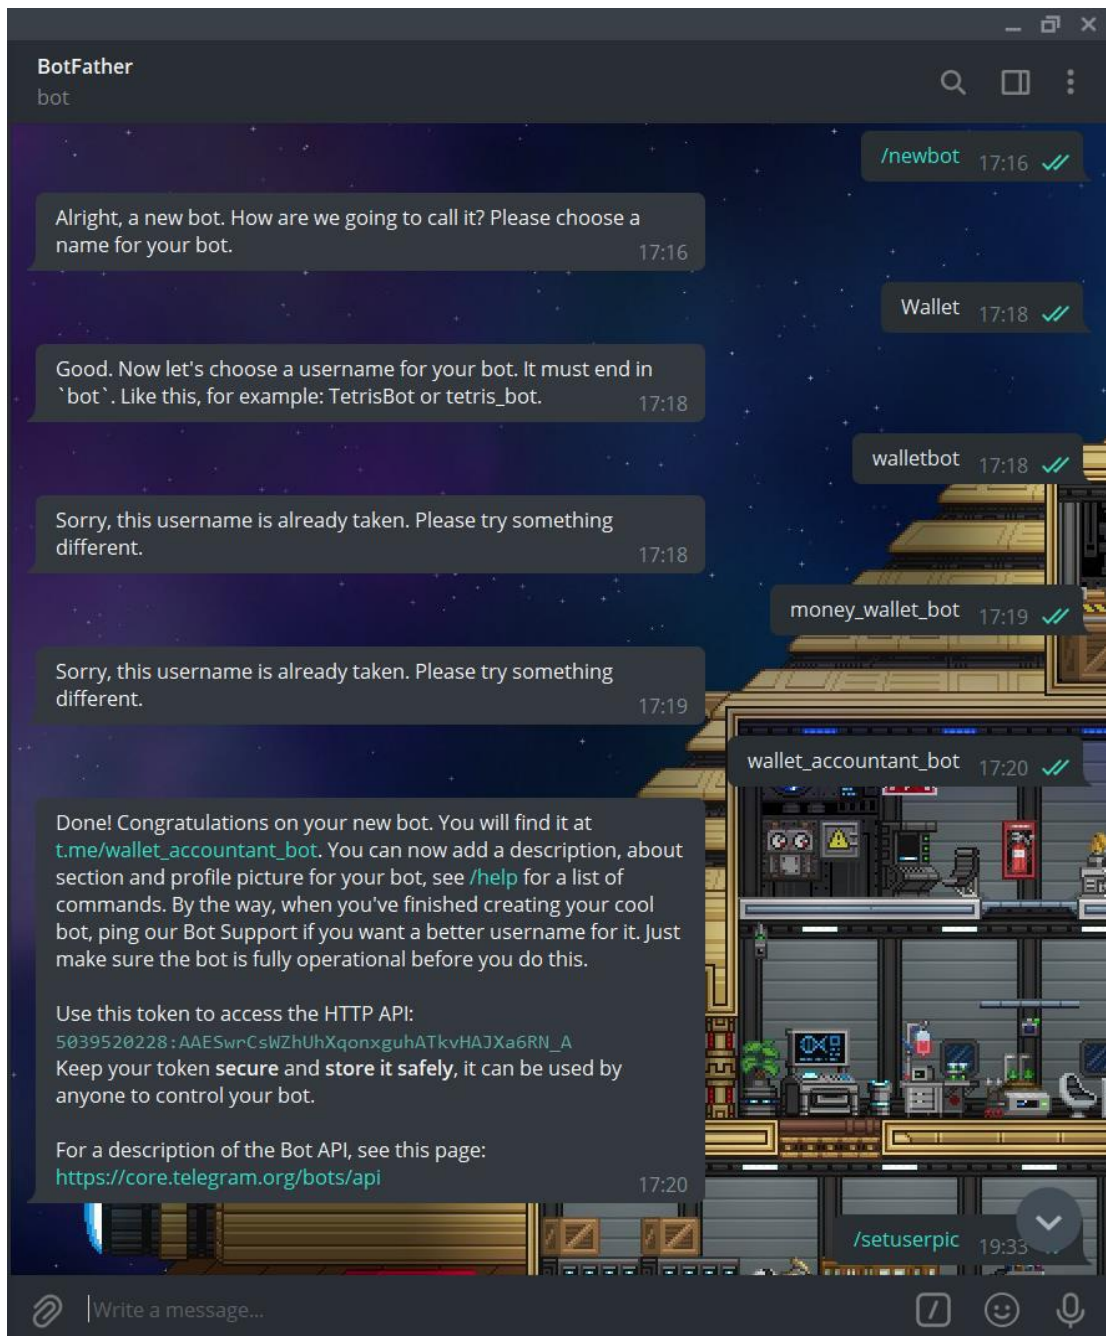 BotFather
bot
/newbot 17:16
Alright, a new bot. How are we going to call it? Please choose a
name for your bot.
17:16
Wallet 17:18
Good. Now let's choose a username for your bot. It must end in
`bot`. Like this, for example: TetrisBot or tetris_bot.
17:18
walletbot 17:18
Sorry, this username is already taken. Please try something
different.
17:18
money_wallet_bot 17:19
Sorry, this username is already taken. Please try something
different.
17:19
wallet_accountant_bot 17:20
Done! Congratulations on your new bot. You will find it at
t.me/wallet_accountant_bot. You can now add a description, about
section and profile picture for your bot, see /help for a list of
commands. By the way, when you've finished creating your cool
bot, ping our Bot Support if you want a better username for it. Just
make sure the bot is fully operational before you do this.
Use this token to access the HTTP API:
5039520228:AAESwrCsWZhUhXqonxguhATkvHAJXa6RN_A
Keep your token secure and store it safely, it can be used by
anyone to control your bot.
For a description of the Bot API, see this page:
https://core.telegram.org/bots/api
17:20
/setuserpic 19:33
Write a message...